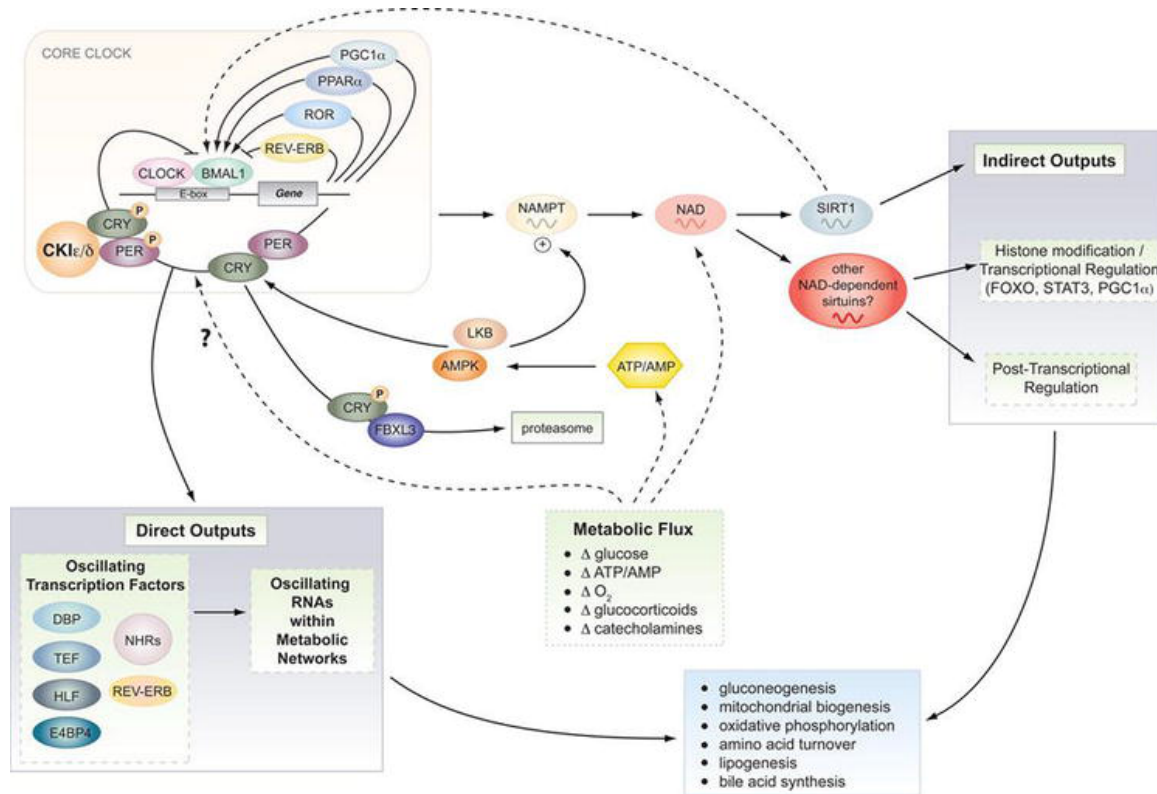 CORE CLOCK
PGC1α
PPARα
ROR
REV-ERB
CLOCK
BMAL1
E-box
Gene
CRY
P
CKIε/δ
PER
P
PER
CRY
NAMPT
+
NAD
SIRT1
other
NAD-dependent
sirtuins?
Indirect Outputs
Histone modification /
Transcriptional Regulation
(FOXO, STAT3, PGC1α)
Post-Transcriptional
Regulation
?
LKB
AMPK
ATP/AMP
CRY
P
FBXL3
proteasome
Direct Outputs
Oscillating
Transcription Factors
DBP
TEF
HLF
E4BP4
NHRs
REV-ERB
Oscillating
RNAs
within
Metabolic
Networks
Metabolic Flux
• Δ glucose
• Δ ATP/AMP
• Δ O₂
• Δ glucocorticoids
• Δ catecholamines
• gluconeogenesis
• mitochondrial biogenesis
• oxidative phosphorylation
• amino acid turnover
• lipogenesis
• bile acid synthesis